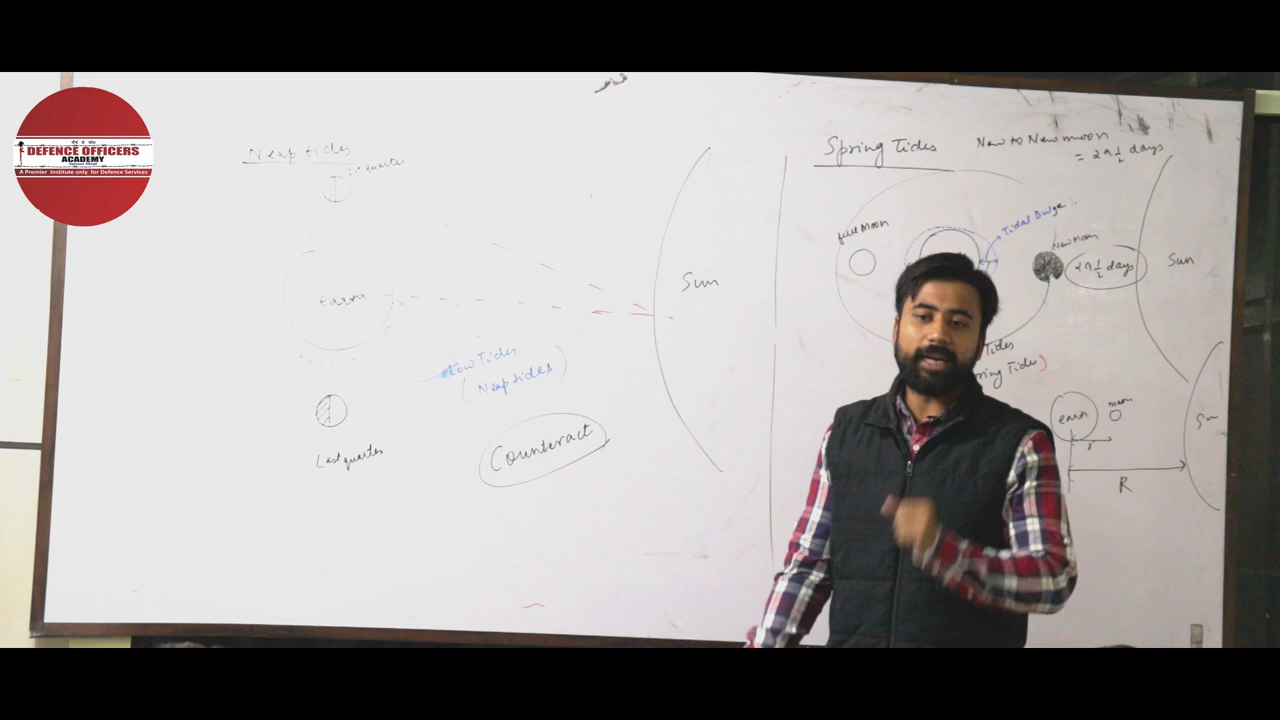 DEFENCE OFFICERS
ACADEMY
A Premier Institute only for Defence Services
Neap tides
quarter
Earth
Sun
Low Tides
(Neap tides)
Counteract
Last quarter
Spring Tides
New to New moon
= 29 1/2 days
full Moon
Tidal Bulge
New Moon
29 1/2 days
Sun
Tides
ring Tides)
earth
moon
r
R